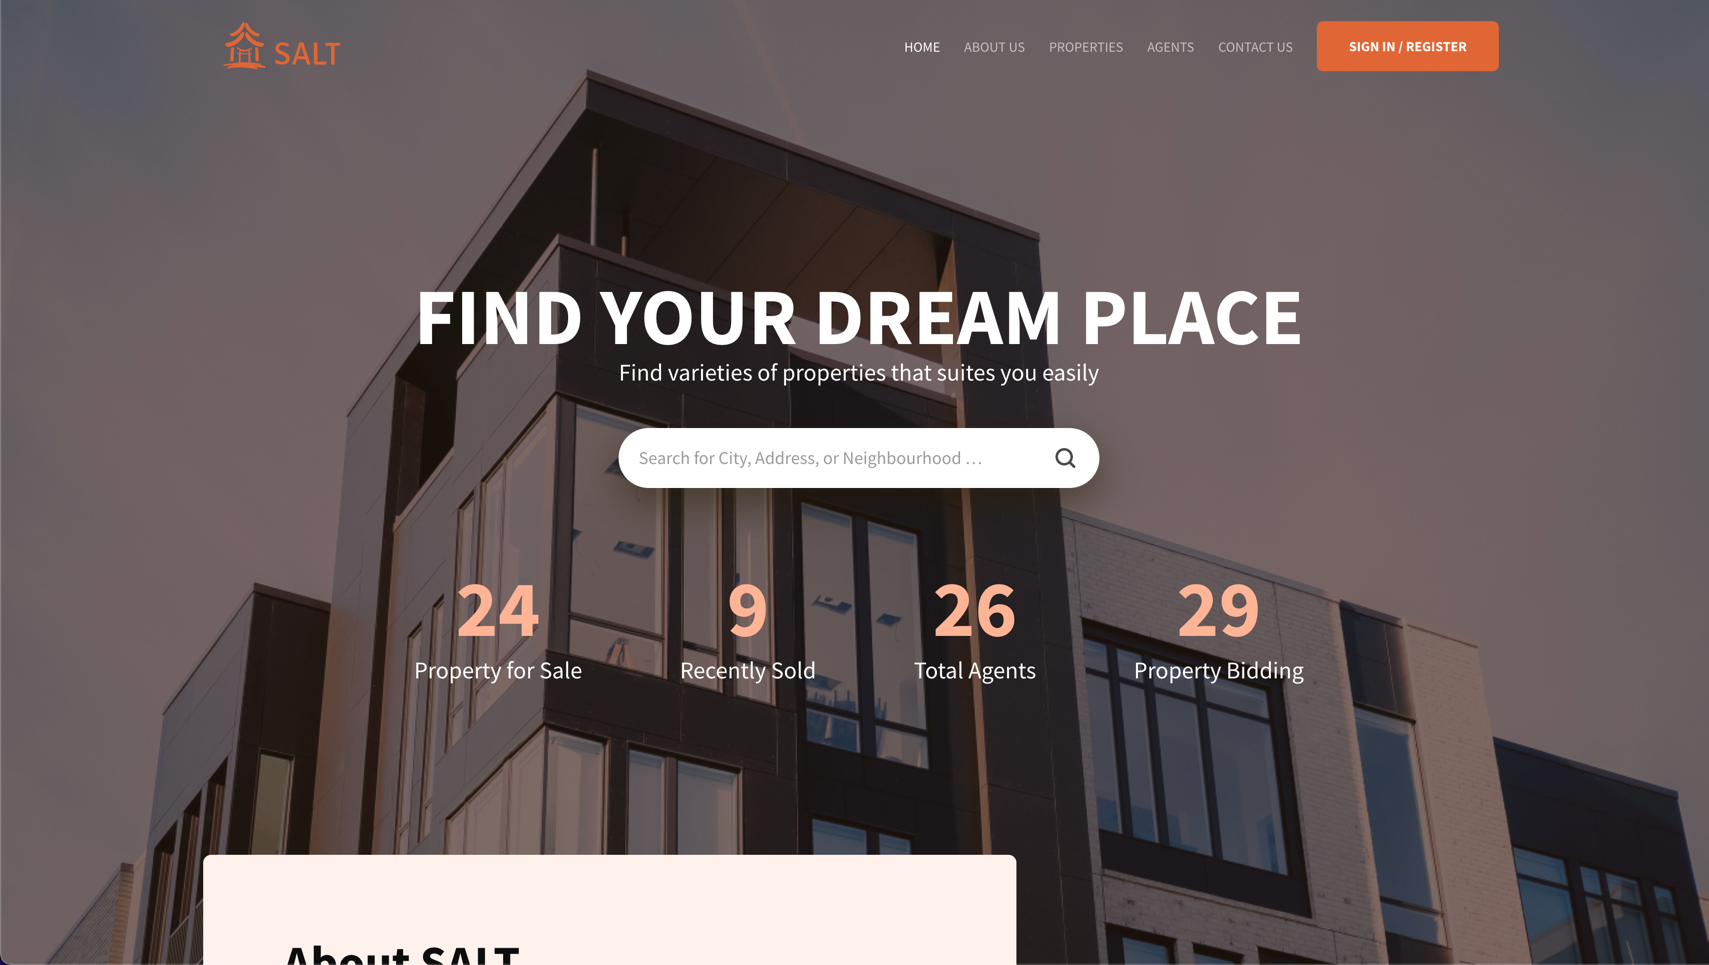 SALT
HOME ABOUT US PROPERTIES AGENTS CONTACT US SIGN IN / REGISTER
FIND YOUR DREAM PLACE
Find varieties of properties that suites you easily
Search for City, Address, or Neighbourhood ...
24 9 26 29
Property for Sale Recently Sold Total Agents Property Bidding
About SALT